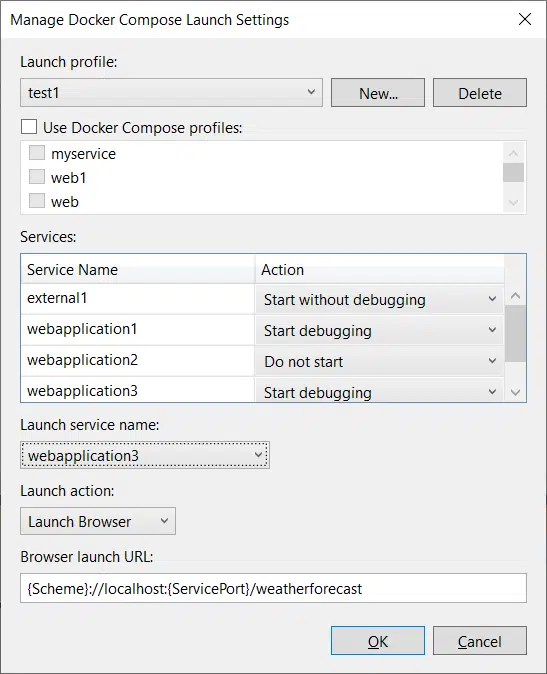 Manage Docker Compose Launch Settings
Launch profile:
test1 New... Delete
Use Docker Compose profiles:
myservice
web1
web
Services:
Service Name Action
external1 Start without debugging
webapplication1 Start debugging
webapplication2 Do not start
webapplication3 Start debugging
Launch service name:
webapplication3
Launch action:
Launch Browser
Browser launch URL:
{Scheme}://localhost:{ServicePort}/weatherforecast
OK Cancel